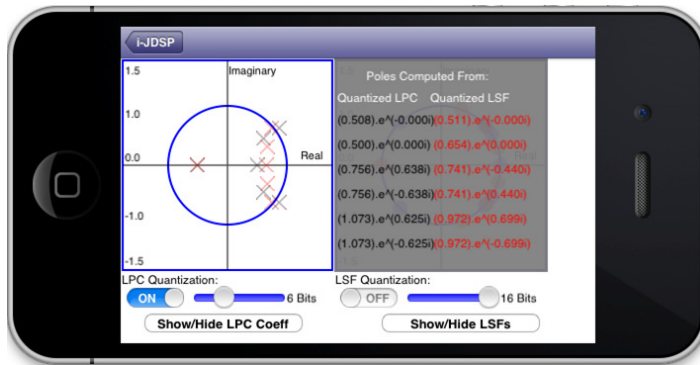 i-JDSP
1.5
Imaginary
Poles Computed From:
Quantized LPC Quantized LSF
1.0
(0.508).e^(-0.000i) (0.511).e^(-0.000i)
(0.500).e^(0.000i) (0.654).e^(0.000i)
0.0
Real
(0.756).e^(0.638i) (0.741).e^(-0.440i)
(0.756).e^(-0.638i) (0.741).e^(0.440i)
-1.0
(1.073).e^(0.625i) (0.972).e^(0.699i)
(1.073).e^(-0.625i) (0.972).e^(-0.699i)
-1.5
LPC Quantization: LSF Quantization:
ON 6 Bits OFF 16 Bits
Show/Hide LPC Coeff Show/Hide LSFs